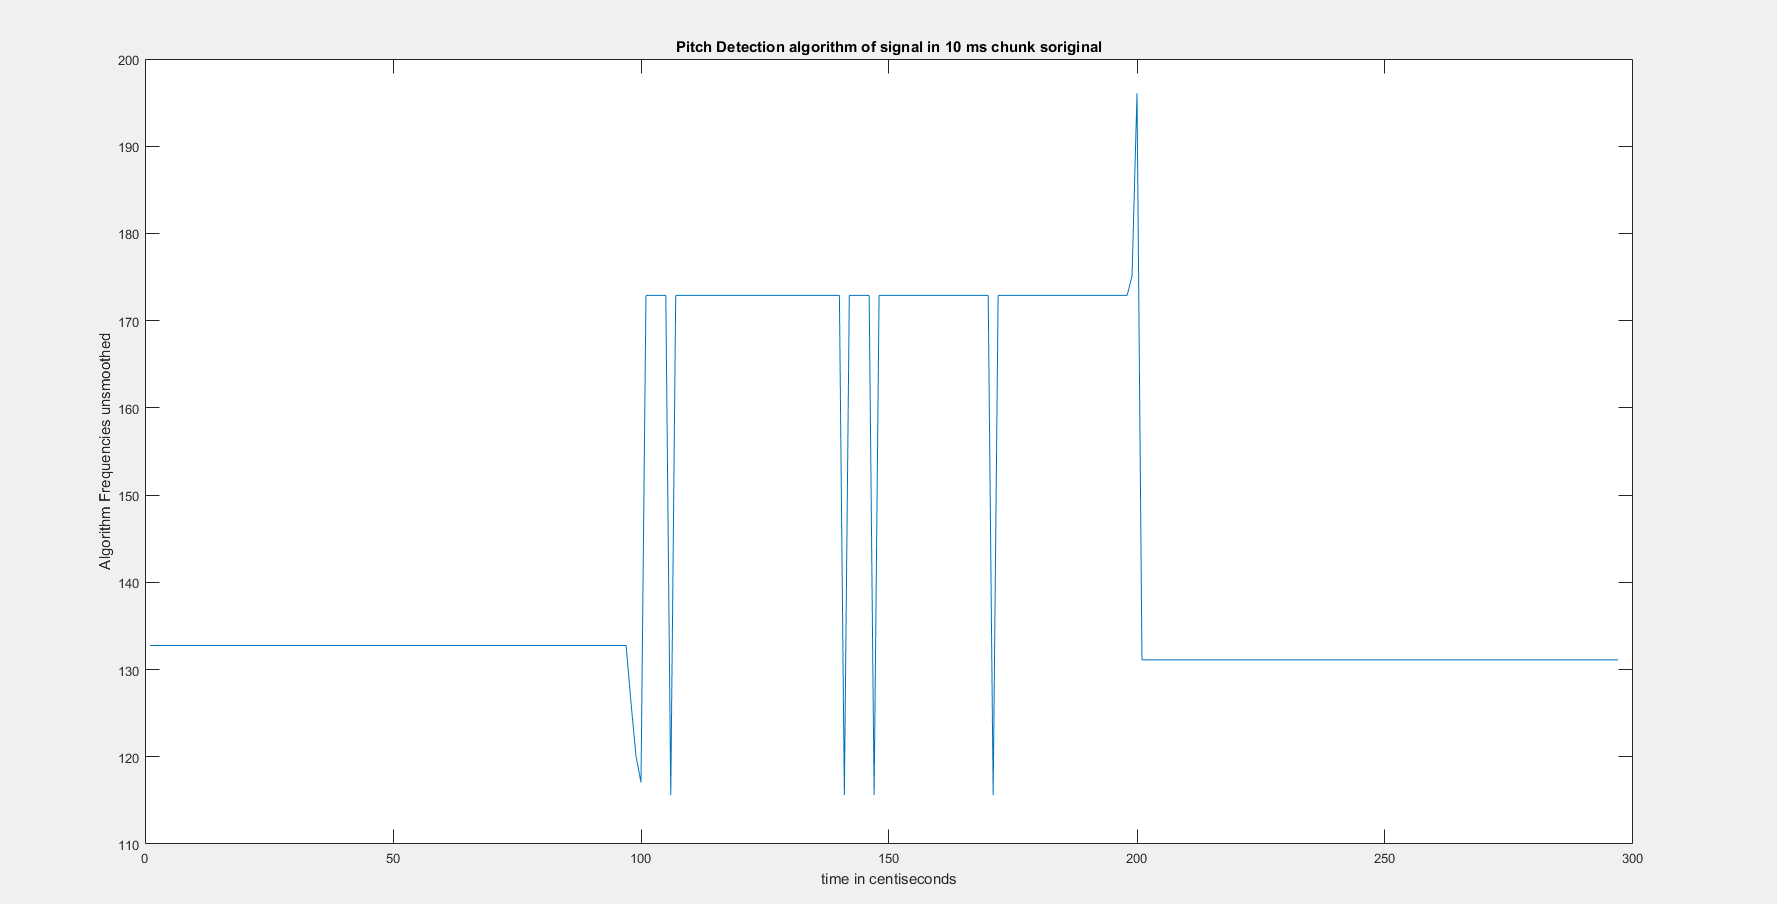 Pitch Detection algorithm of signal in 10 ms chunk soriginal
200
190
180
170
160
150
140
130
120
110
Algorithm Frequencies unsmoothed
0 50 100 150 200 250 300
time in centiseconds